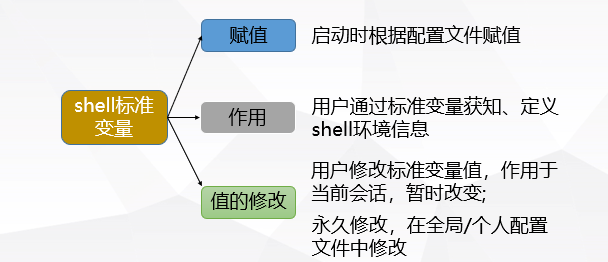 shell标准
变量
赋值
启动时根据配置文件赋值
作用
用户通过标准变量获知、定义
shell环境信息
值的修改
用户修改标准变量值，作用于
当前会话，暂时改变;
永久修改，在全局/个人配置
文件中修改